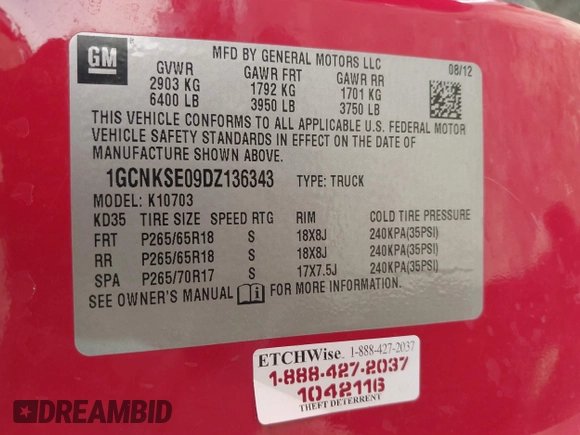 GM
MFD BY GENERAL MOTORS LLC
08/12
GVWR GAWR FRT GAWR RR
2903 KG 1792 KG 1701 KG
6400 LB 3950 LB 3750 LB
THIS VEHICLE CONFORMS TO ALL APPLICABLE U.S. FEDERAL MOTOR
VEHICLE SAFETY STANDARDS IN EFFECT ON THE DATE OF
MANUFACTURE SHOWN ABOVE.
1GCNKSE09DZ136343 TYPE: TRUCK
MODEL: K10703
KD35 TIRE SIZE SPEED RTG RIM COLD TIRE PRESSURE
FRT P265/65R18 S 18X8J 240KPA(35PSI)
RR P265/65R18 S 18X8J 240KPA(35PSI)
SPA P265/70R17 S 17X7.5J 240KPA(35PSI)
SEE OWNER'S MANUAL FOR MORE INFORMATION.
ETCHWise 1-888-427-2037
1-888-427-2037
1042116
THEFT DETERRENT
DREAMBID